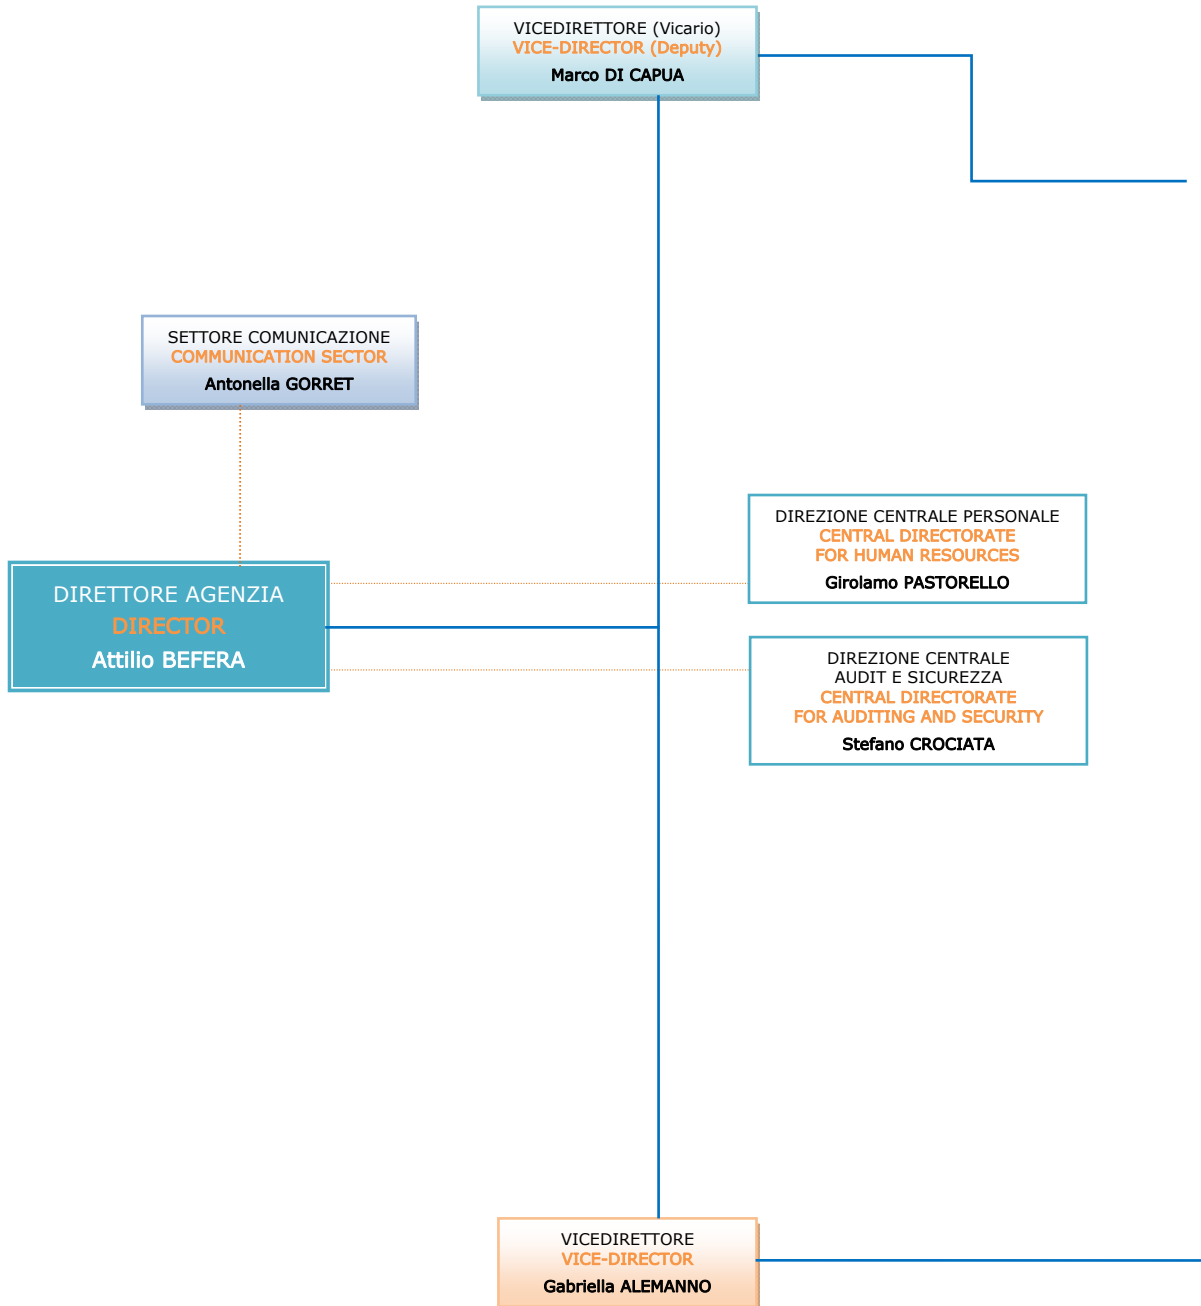 VICEDIRETTORE (Vicario)
VICE-DIRECTOR (Deputy)
Marco DI CAPUA
SETTORE COMUNICAZIONE
COMMUNICATION SECTOR
Antonella GORRET
DIREZIONE CENTRALE PERSONALE
CENTRAL DIRECTORATE
FOR HUMAN RESOURCES
Girolamo PASTORELLO
DIRETTORE AGENZIA
DIRECTOR
Attilio BEFERA
DIREZIONE CENTRALE
AUDIT E SICUREZZA
CENTRAL DIRECTORATE
FOR AUDITING AND SECURITY
Stefano CROCIATA
VICEDIRETTORE
VICE-DIRECTOR
Gabriella ALEMANNO